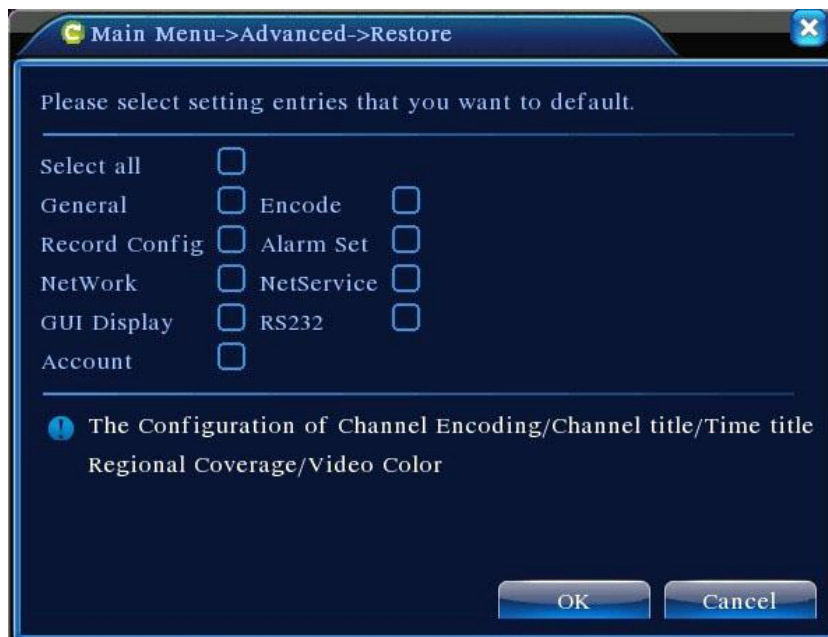 Main Menu->Advanced->Restore
Please select setting entries that you want to default.
Select all
General Encode
Record Config Alarm Set
NetWork NetService
GUI Display RS232
Account
The Configuration of Channel Encoding/Channel title/Time title
Regional Coverage/Video Color
OK Cancel